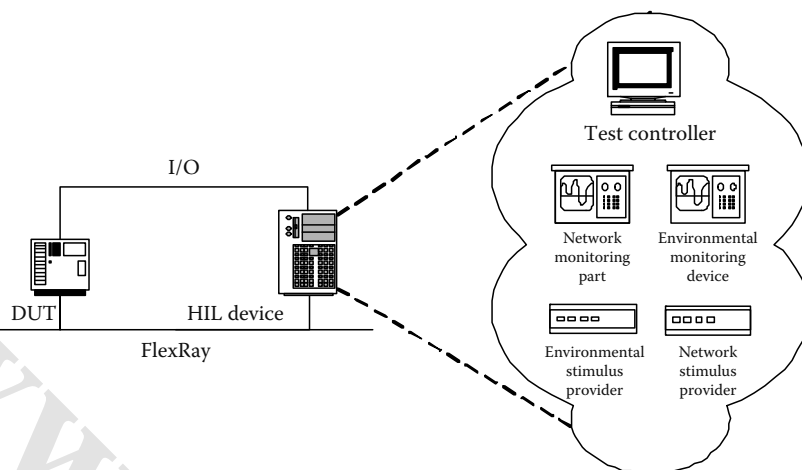 Test controller
I/O
Network
monitoring
part
Environmental
monitoring
device
DUT
HIL device
FlexRay
Environmental
stimulus
provider
Network
stimulus
provider